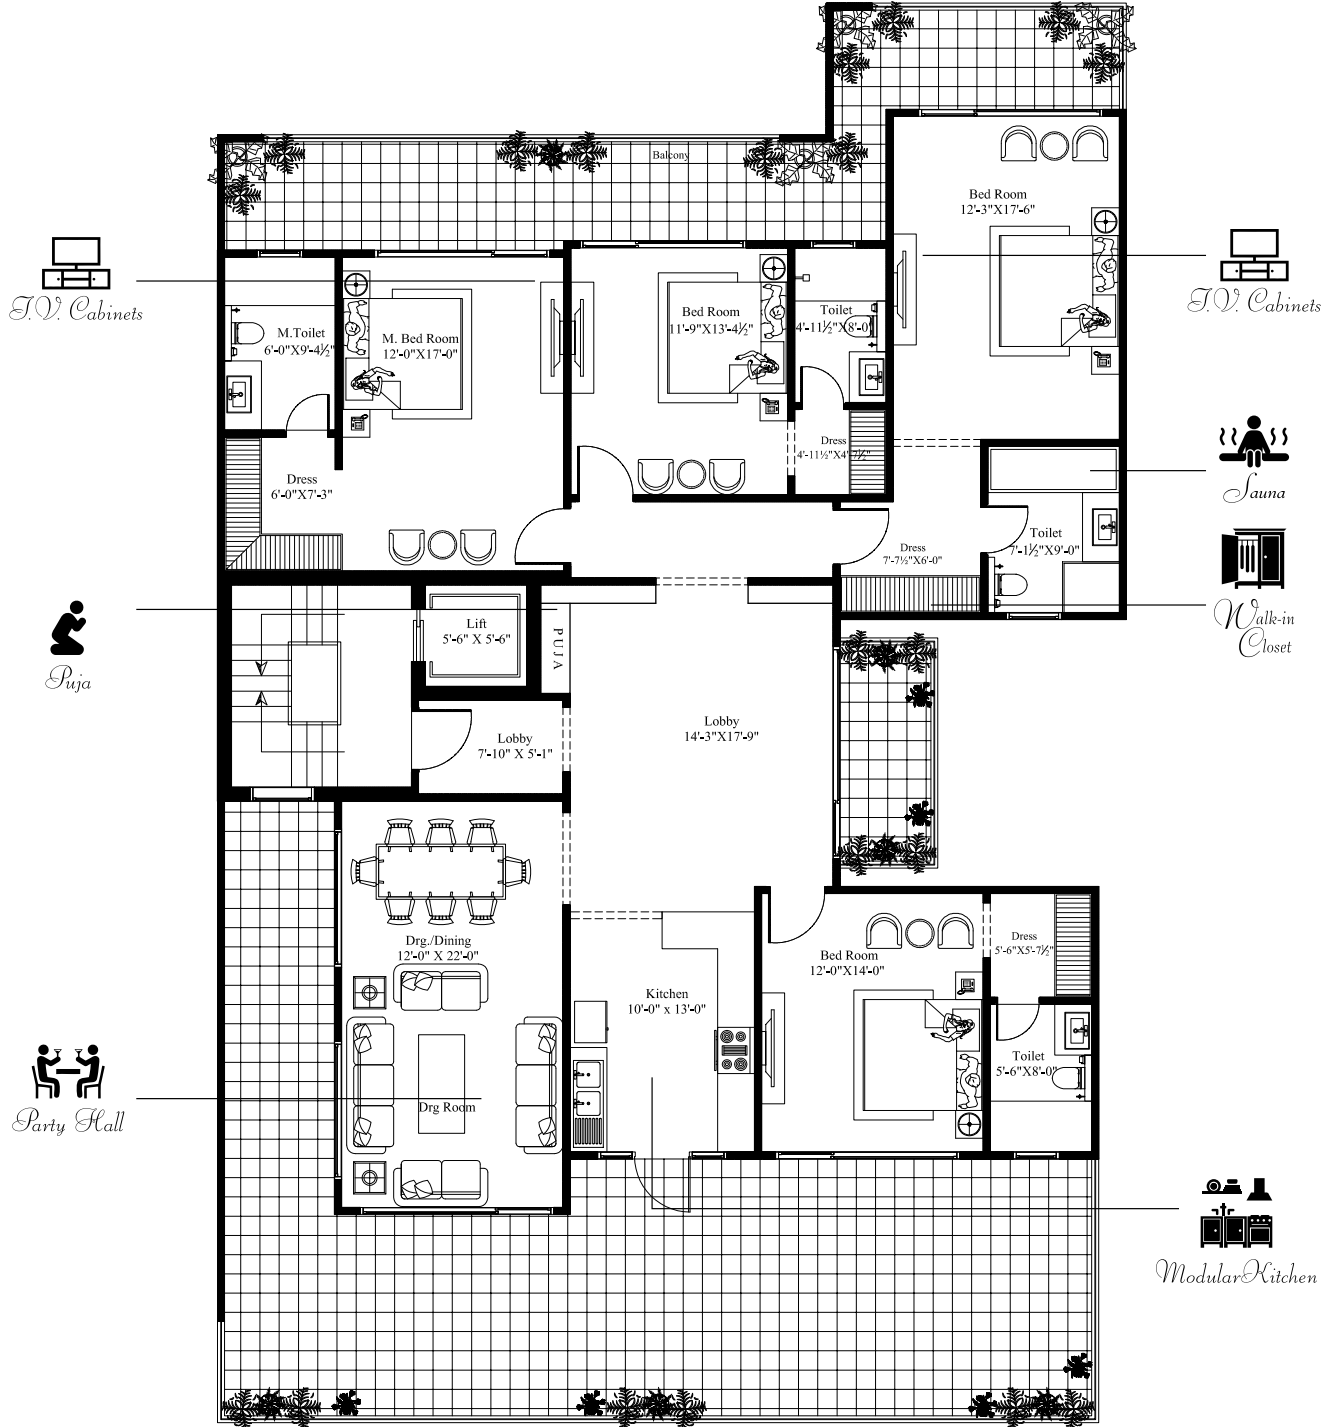 Balcony
Bed Room
12'-3"X17'-6"
T.V. Cabinets
T.V. Cabinets
M.Toilet
6'-0"X9'-4½"
M. Bed Room
12'-0"X17'-0"
Bed Room
11'-9"X13'-4½"
Toilet
4'-11½"X8'-0"
Dress
4'-11½"X4'-7½"
Dress
6'-0"X7'-3"
Sauna
Toilet
7'-1½"X9'-0"
Dress
7'-7½"X6'-0"
Walk-in
Closet
Puja
Lift
5'-6" X 5'-6"
PUJA
Lobby
7'-10" X 5'-1"
Lobby
14'-3"X17'-9"
Drg./Dining
12'-0" X 22'-0"
Bed Room
12'-0"X14'-0"
Dress
5'-6"X5'-7½"
Kitchen
10'-0" x 13'-0"
Toilet
5'-6"X8'-0"
Drg Room
Party Hall
Modular Kitchen